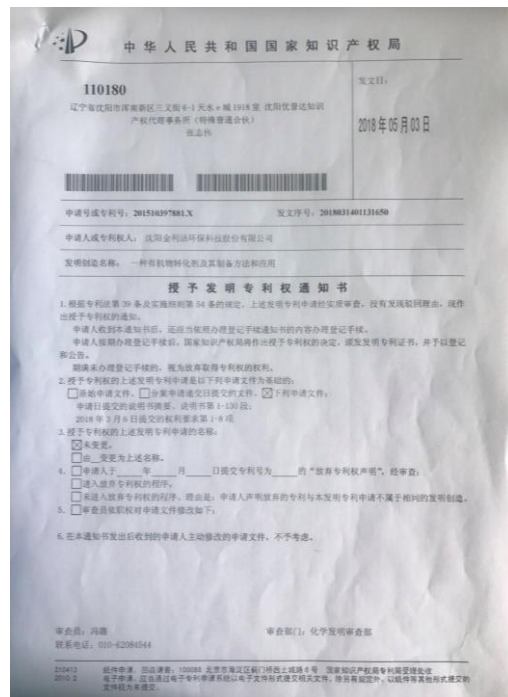 中华人民共和国国家知识产权局
110180
辽宁省沈阳市浑南新区三义街 6-1 天水 e 城 1918 室 沈阳优普达知识
产权代理事务所（特殊普通合伙）
张志伟
发文日：
2018 年 05 月 03 日
申请号或专利号：201510397881.X
发文序号：2018031401131650
申请人或专利权人： 沈阳金利洁环保科技股份有限公司
发明创造名称： 一种有机物转化剂及其制备方法和应用
授予发明专利权通知书
1.根据专利法第 39 条及实施细则第 54 条的规定，上述发明专利申请经实质审查，没有发现驳回理由，现作
出授予专利权的通知。
申请人收到本通知书后，还应当依照办理登记手续通知书的内容办理登记手续。
申请人按期办理登记手续后，国家知识产权局将作出授予专利权的决定，颁发发明专利证书，并予以登记
和公告。
期满未办理登记手续的，视为放弃取得专利权的权利。
2.授予专利权的上述发明专利申请是以下列申请文件为基础的：
□原始申请文件。□分案申请递交日提交的文件。☒下列申请文件：
申请日提交的说明书摘要、说明书第 1-130 段；
2018 年 3 月 6 日提交的权利要求第 1-8 项
3.授予专利权的上述发明专利申请的名称：
☒未变更。
□由__变更为上述名称。
4.□申请人于 年 月 日提交专利号为 的“放弃专利权声明”，经审查：
□进入放弃专利权的程序。
□未进入放弃专利权的程序。理由是：申请人声明放弃的专利与本发明专利申请不属于相同的发明创造。
5.□审查员依职权对申请文件修改如下：
6.在本通知书发出后收到的申请人主动修改的申请文件，不予考虑。
审查员：冯璐
审查部门：化学发明审查部
联系电话：010-62084544
210413
2010.2
纸件申请，回函请寄：100088 北京市海淀区蓟门桥西土城路 6 号 国家知识产权局专利局受理处收
电子申请，应当通过电子专利申请系统以电子文件形式提交相关文件。除另有规定外，以纸件等其他形式提交的
文件视为未提交。